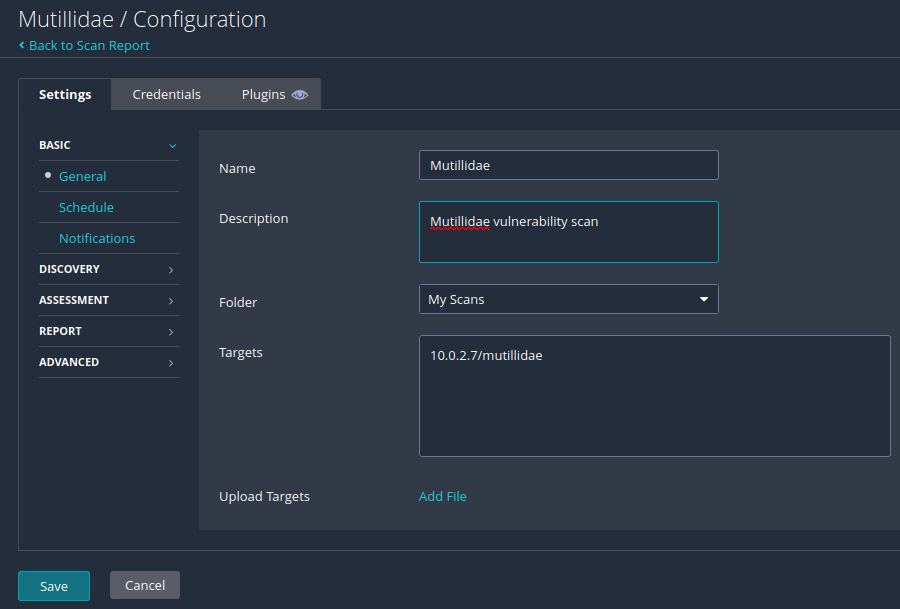 Mutillidae / Configuration
Back to Scan Report
Settings
Credentials
Plugins
BASIC
General
Schedule
Notifications
DISCOVERY
ASSESSMENT
REPORT
ADVANCED
Name
Mutillidae
Description
Mutillidae vulnerability scan
Folder
My Scans
Targets
10.0.2.7/mutillidae
Upload Targets
Add File
Save
Cancel